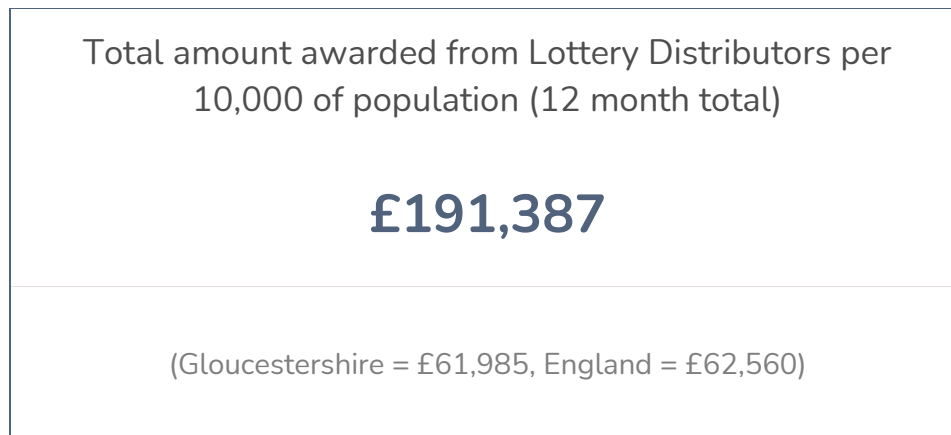 Total amount awarded from Lottery Distributors per
10,000 of population (12 month total)
£191,387
(Gloucestershire = £61,985, England = £62,560)